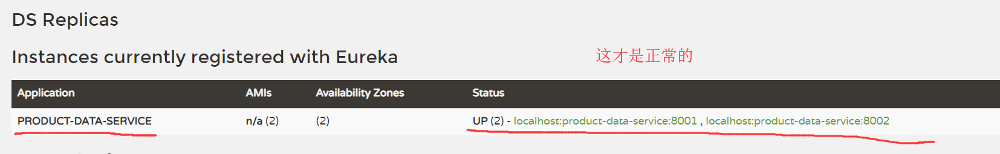 DS Replicas
Instances currently registered with Eureka
这才是正常的
Application AMIs Availability Zones Status
PRODUCT-DATA-SERVICE n/a (2) (2) UP (2) - localhost:product-data-service:8001 , localhost:product-data-service:8002